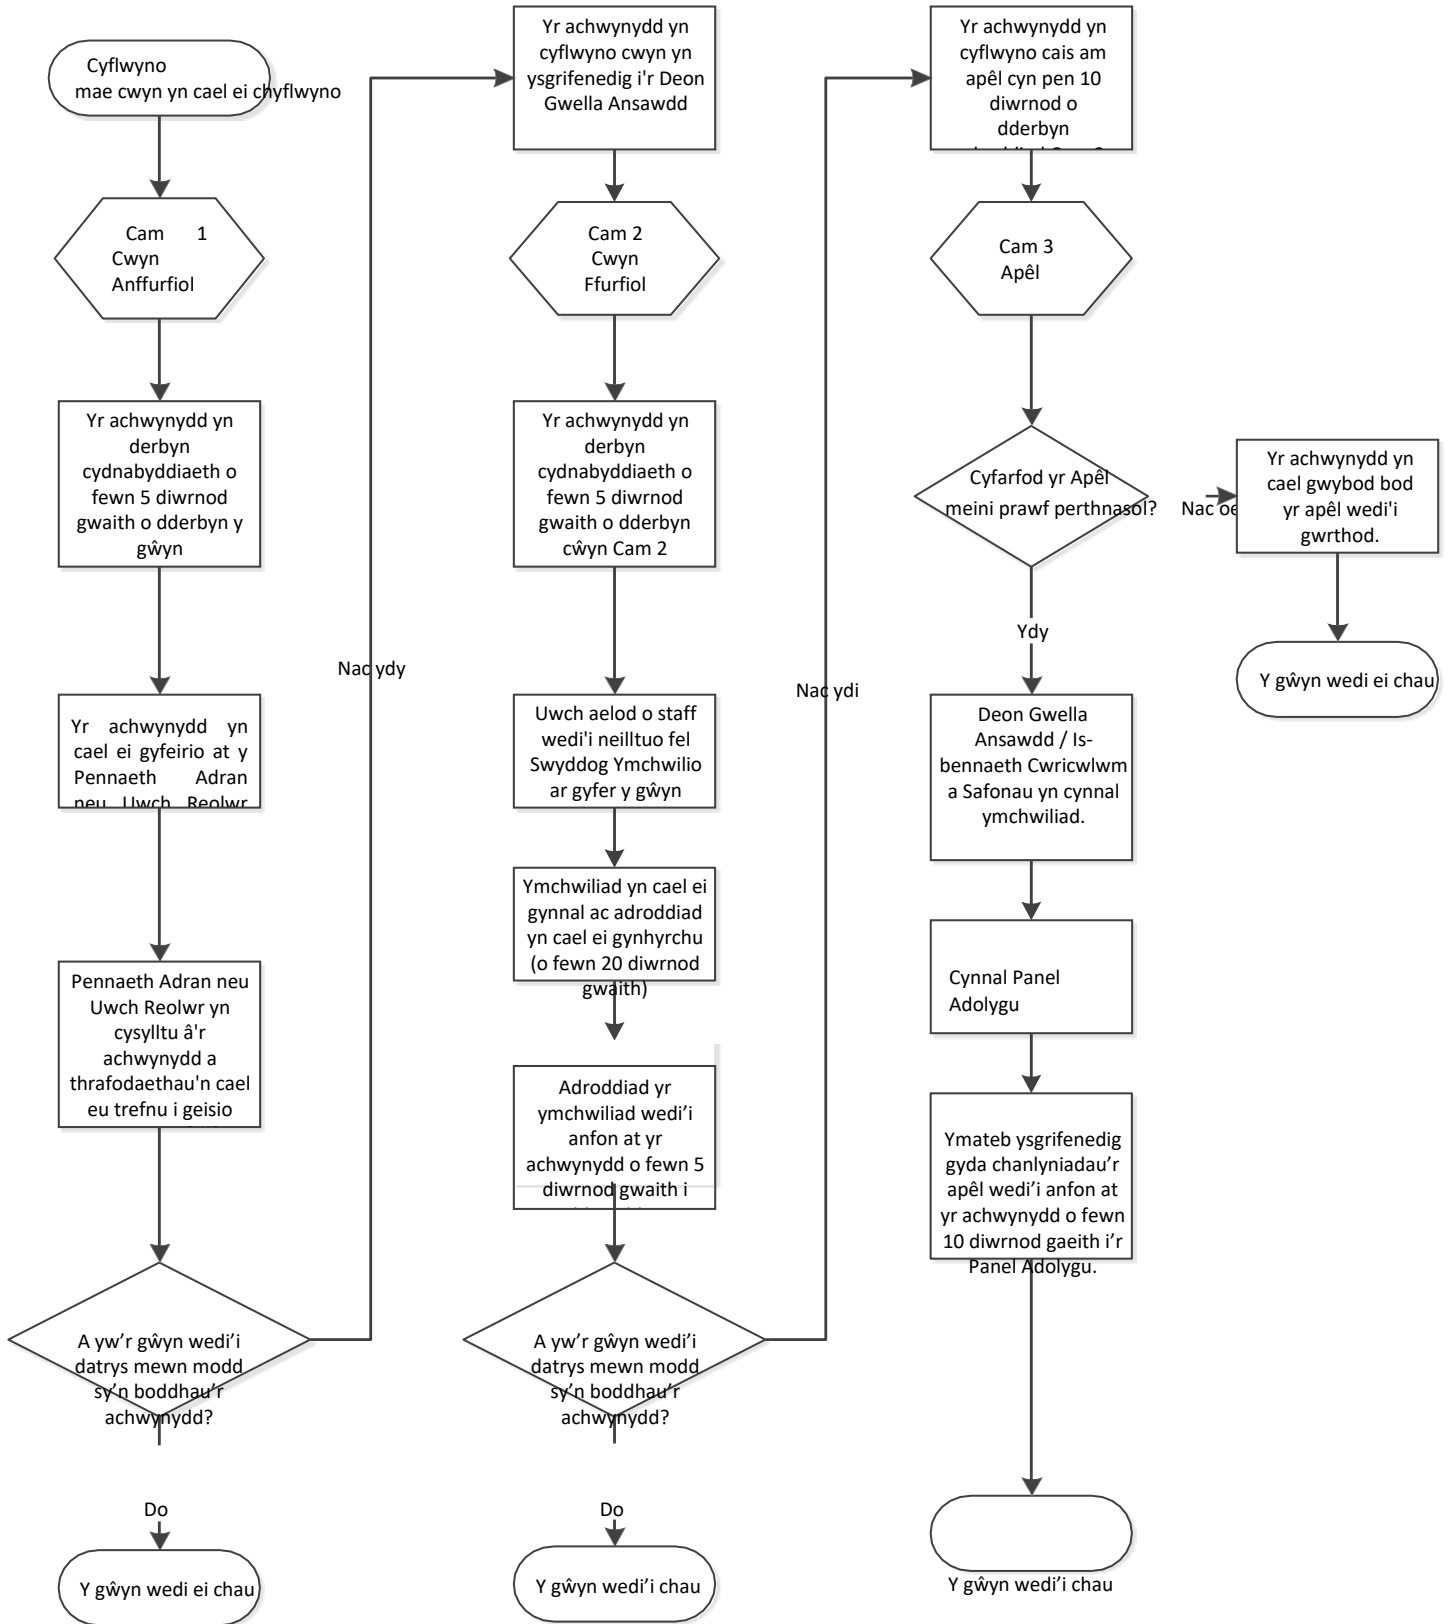 Cyflwyno
mae cwyn yn cael ei chyflwyno
Cam 1
Cwyn
Anffurfiol
Yr achwynydd yn
derbyn
cydnabyddiaeth o
fewn 5 diwrnod
gwaith o dderbyn y
gŵyn
Yr achwynydd yn
cael ei gyfeirio at y
Pennaeth Adran
neu Uwch Reolwr
Pennaeth Adran neu
Uwch Reolwr yn
cysylltu â'r
achwynydd a
thrafodaethau'n cael
eu trefnu i geisio
A yw’r gŵyn wedi’i
datrys mewn modd
sy’n boddhau’r
achwynydd?
Do
Y gŵyn wedi ei chau
Nac ydy
Yr achwynydd yn
cyflwyno cwyn yn
ysgrifenedig i'r Deon
Gwella Ansawdd
Cam 2
Cwyn
Ffurfiol
Yr achwynydd yn
derbyn
cydnabyddiaeth o
fewn 5 diwrnod
gwaith o dderbyn
cŵyn Cam 2
Uwch aelod o staff
wedi'i neilltuo fel
Swyddog Ymchwilio
ar gyfer y gŵyn
Ymchwiliad yn cael ei
gynnal ac adroddiad
yn cael ei gynhyrchu
(o fewn 20 diwrnod
gwaith)
Adroddiad yr
ymchwiliad wedi’i
anfon at yr
achwynydd o fewn 5
diwrnod gwaith i
A yw’r gŵyn wedi’i
datrys mewn modd
sy’n boddhau’r
achwynydd?
Do
Y gŵyn wedi’i chau
Nac ydi
Yr achwynydd yn
cyflwyno cais am
apêl cyn pen 10
diwrnod o
dderbyn
Cam 3
Apêl
Cyfarfod yr Apêl
meini prawf perthnasol?
Nac oe
Yr achwynydd yn
cael gwybod bod
yr apêl wedi'i
gwrthod.
Y gŵyn wedi ei chau
Ydy
Deon Gwella
Ansawdd / Is-
bennaeth Cwricwlwm
a Safonau yn cynnal
ymchwiliad.
Cynnal Panel
Adolygu
Ymateb ysgrifenedig
gyda chanlyniadau’r
apêl wedi’i anfon at
yr achwynydd o fewn
10 diwrnod gaeith i’r
Panel Adolygu.
Y gŵyn wedi’i chau